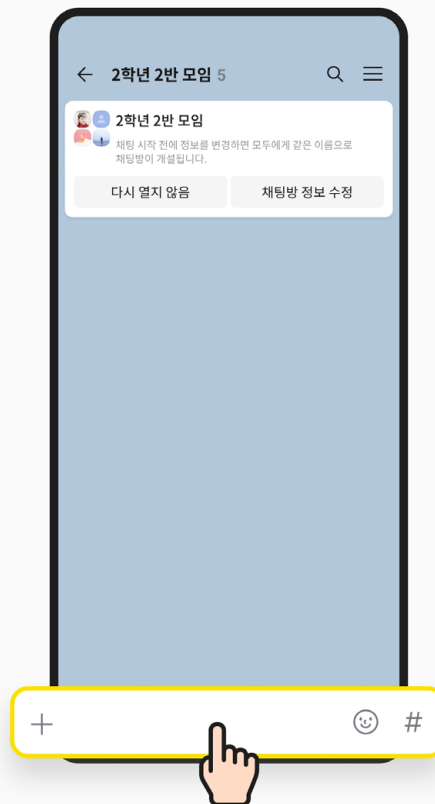 2학년 2반 모임 5
2학년 2반 모임
채팅 시작 전에 정보를 변경하면 모두에게 같은 이름으로
채팅방이 개설됩니다.
다시 열지 않음 채팅방 정보 수정
#